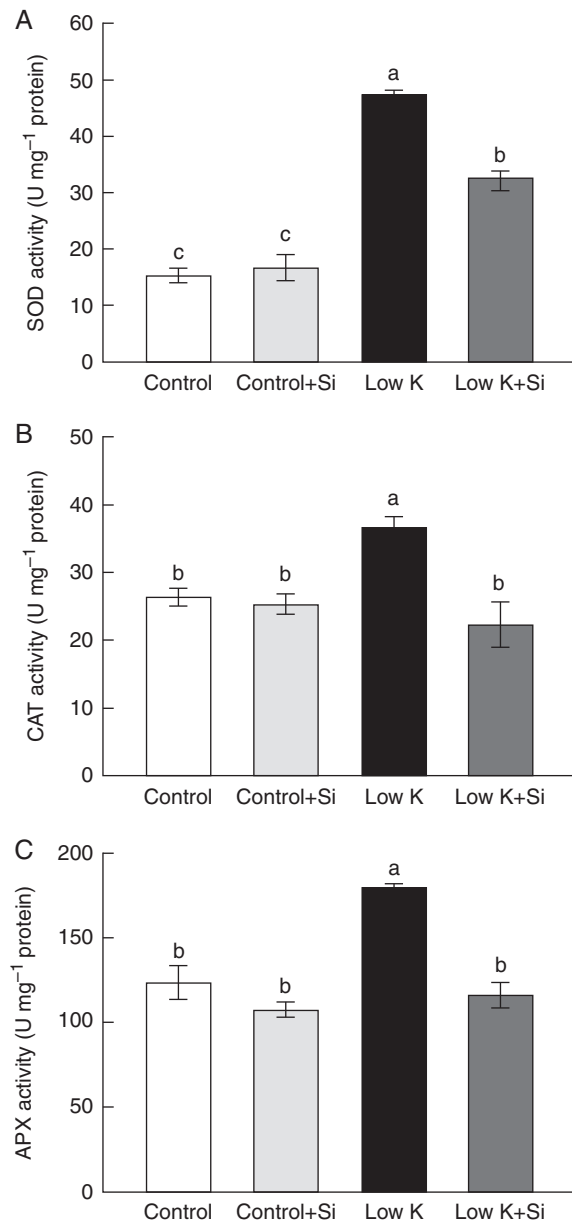 A
SOD activity (U mg⁻¹ protein)
60
50
40
30
20
10
0
c
c
a
b
Control
Control+Si
Low K
Low K+Si
B
CAT activity (U mg⁻¹ protein)
50
40
30
20
10
0
b
b
a
b
Control
Control+Si
Low K
Low K+Si
C
APX activity (U mg⁻¹ protein)
200
150
100
50
0
b
b
a
b
Control
Control+Si
Low K
Low K+Si